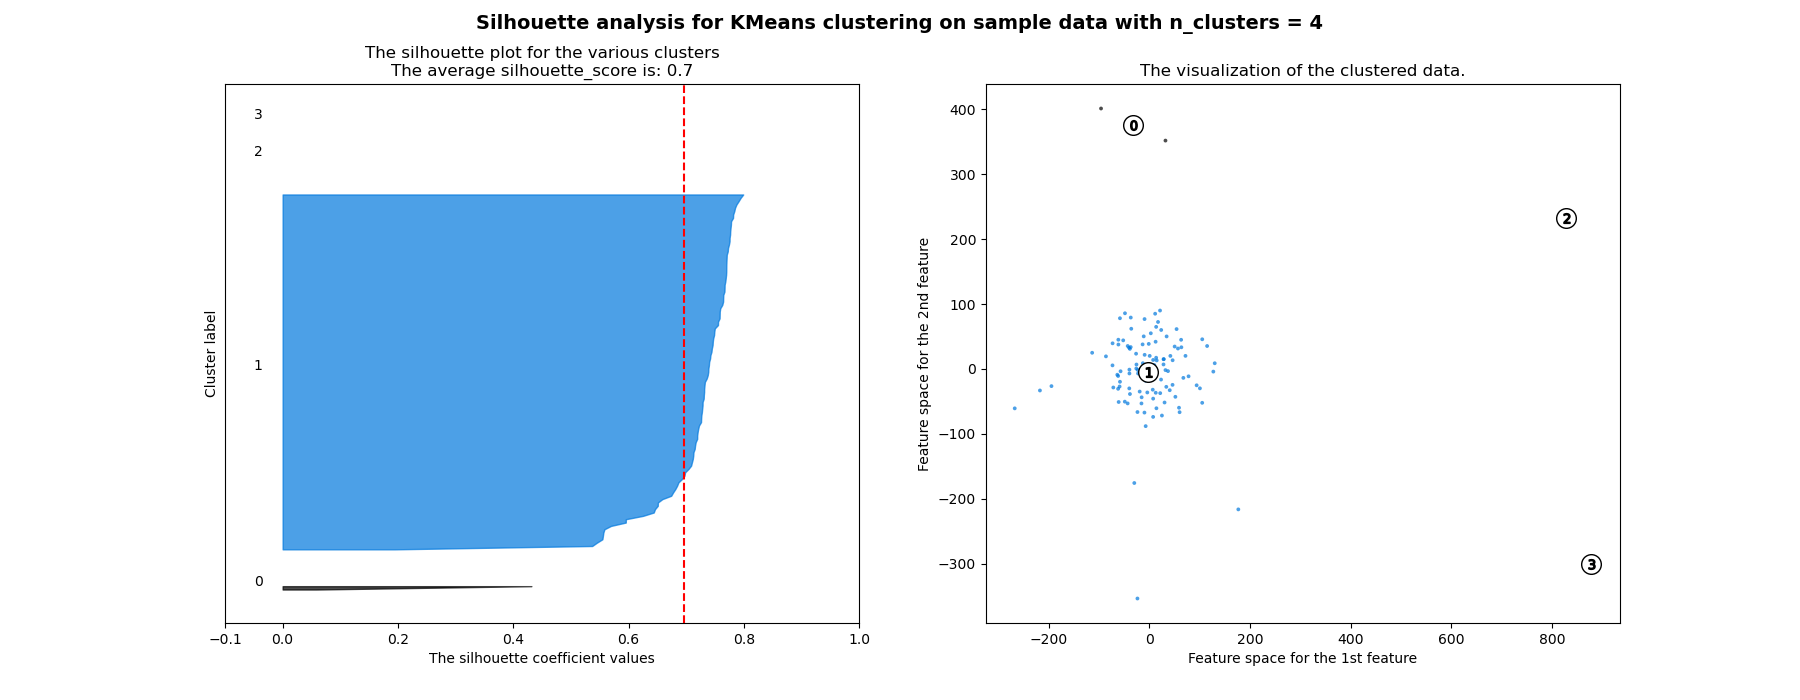 Silhouette analysis for KMeans clustering on sample data with n_clusters = 4
The silhouette plot for the various clusters
The average silhouette_score is: 0.7
3
2
1
0
Cluster label
−0.1 0.0 0.2 0.4 0.6 0.8 1.0
The silhouette coefficient values
The visualization of the clustered data.
400
300
200
100
0
−100
−200
−300
Feature space for the 2nd feature
0
2
1
3
−200 0 200 400 600 800
Feature space for the 1st feature